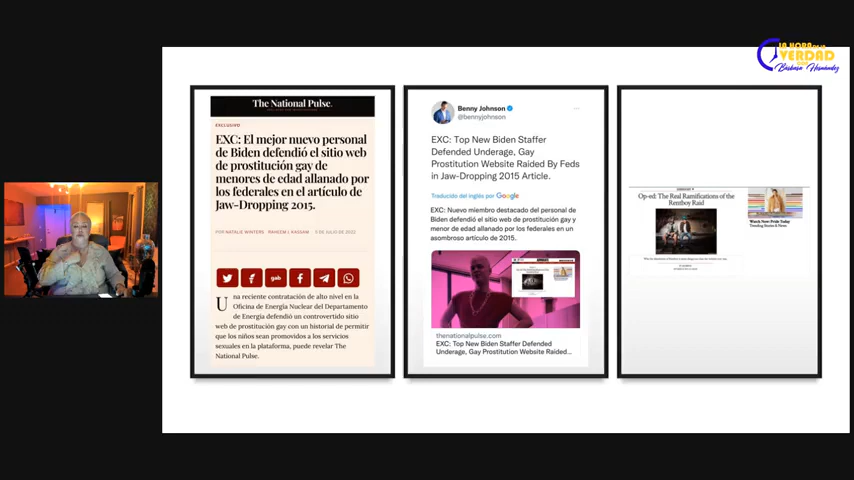 LA HORA DE LA
VERDAD
Bárbara Hernández
The National Pulse.
EXCLUSIVO
EXC: El mejor nuevo personal
de Biden defendió el sitio web
de prostitución gay de
menores de edad allanado por
los federales en el artículo de
Jaw-Dropping 2015.
POR NATALIE WINTERS RAHEEM J. KASSAM 5 DE JULIO DE 2022
gab
Una reciente contratación de alto nivel en la
Oficina de Energía Nuclear del Departamento
de Energía defendió un controvertido sitio
web de prostitución gay con un historial de permitir
que los niños sean promovidos a los servicios
sexuales en la plataforma, puede revelar The
National Pulse.
Benny Johnson
@bennyjohnson
EXC: Top New Biden Staffer
Defended Underage, Gay
Prostitution Website Raided By Feds
in Jaw-Dropping 2015 Article.
Traducido del inglés por Google
EXC: Nuevo miembro destacado del personal de
Biden defendió el sitio web de prostitución gay y
menor de edad allanado por los federales en un
asombroso artículo de 2015.
thenationalpulse.com
EXC: Top New Biden Staffer Defended
Underage, Gay Prostitution Website Raided...
Op-ed: The Real Ramifications of the
Rentboy Raid
Watch Now: Pride Today
Trending Stories & News